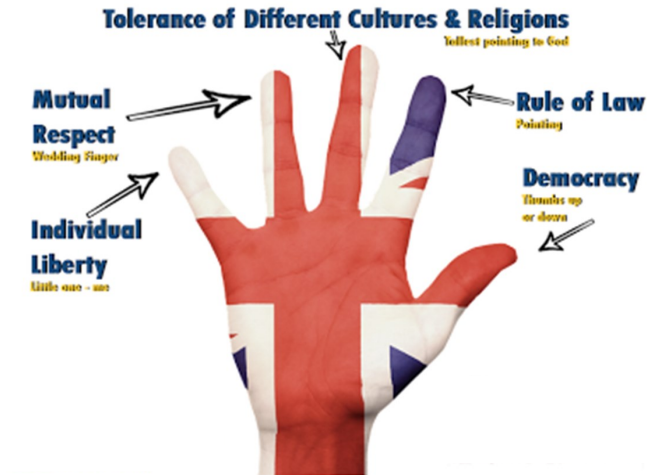 Tolerance of Different Cultures & Religions
Tallest pointing to God
Mutual
Respect
Wedding Finger
Rule of Law
Pointing
Democracy
Thumbs up
or down
Individual
Liberty
Little one - me